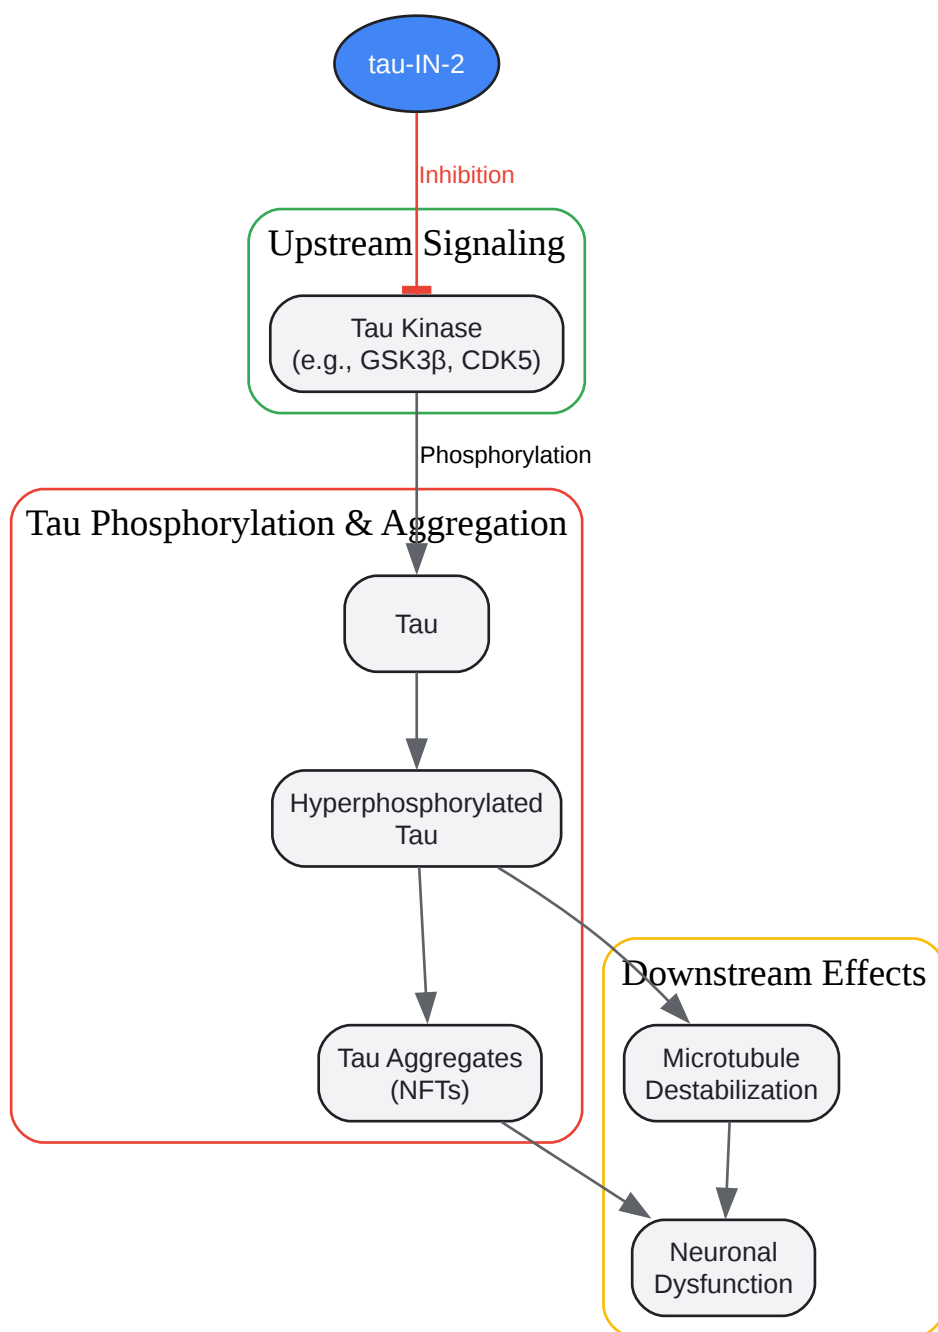 tau-IN-2
Inhibition
Upstream Signaling
Tau Kinase
(e.g., GSK3β, CDK5)
Phosphorylation
Tau Phosphorylation & Aggregation
Tau
Hyperphosphorylated
Tau
Downstream Effects
Tau Aggregates
(NFTs)
Microtubule
Destabilization
Neuronal
Dysfunction